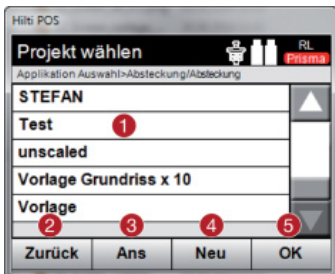 Hilti POS
Projekt wählen
RL
Prisma
Applikation Auswahl>Absteckung/Absteckung
STEFAN
Test
1
unscaled
Vorlage Grundriss x 10
Vorlage
2 3 4 5
Zurück Ans Neu OK